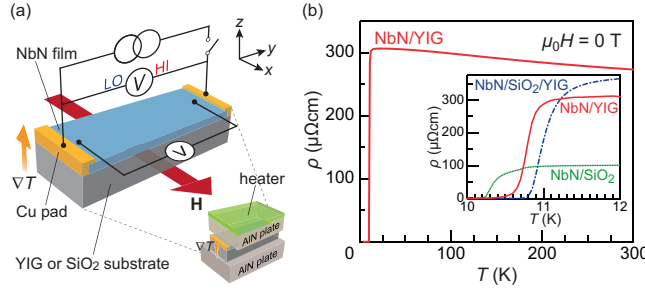 (a)
NbN film
LO
HI
V
z
y
x
V
∇T
Cu pad
H
YIG or SiO₂ substrate
heater
AlN plate
∇T
AlN plate
(b)
NbN/YIG
μ₀H = 0 T
300
200
100
0
ρ (μΩcm)
0
100
200
300
T (K)
NbN/SiO₂/YIG
NbN/YIG
NbN/SiO₂
300
200
100
0
ρ (μΩcm)
10
11
12
T (K)